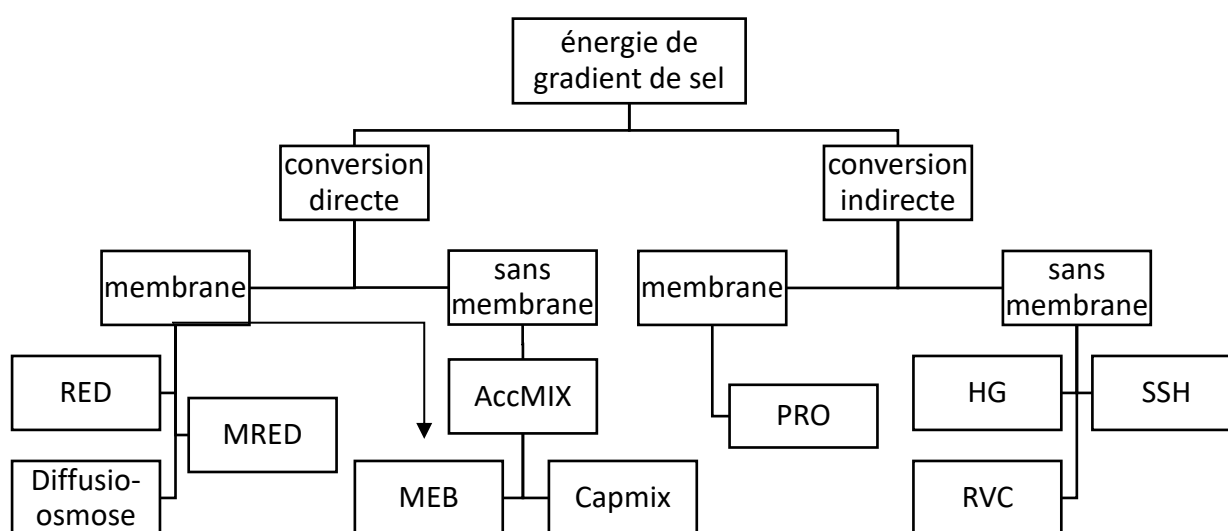 énergie de
gradient de sel
conversion
directe
conversion
indirecte
membrane
sans
membrane
membrane
sans
membrane
RED
MRED
Diffusio-
osmose
AccMIX
MEB
Capmix
PRO
HG
SSH
RVC